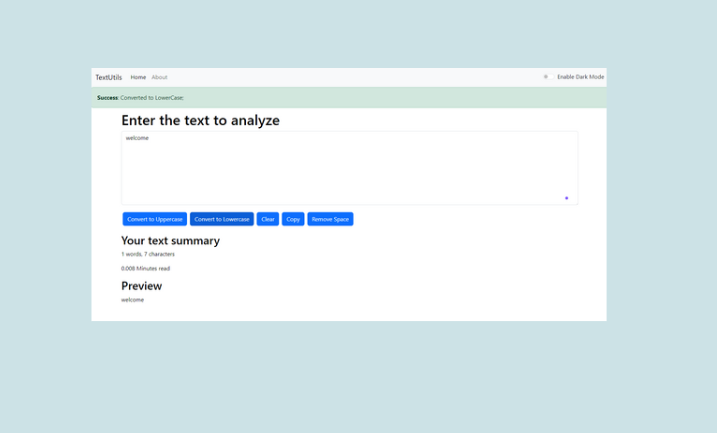 TextUtils Home About Enable Dark Mode
Success: Converted to LowerCase:
Enter the text to analyze
welcome
Convert to Uppercase Convert to Lowercase Clear Copy Remove Space
Your text summary
1 words, 7 characters
0.008 Minutes read
Preview
welcome